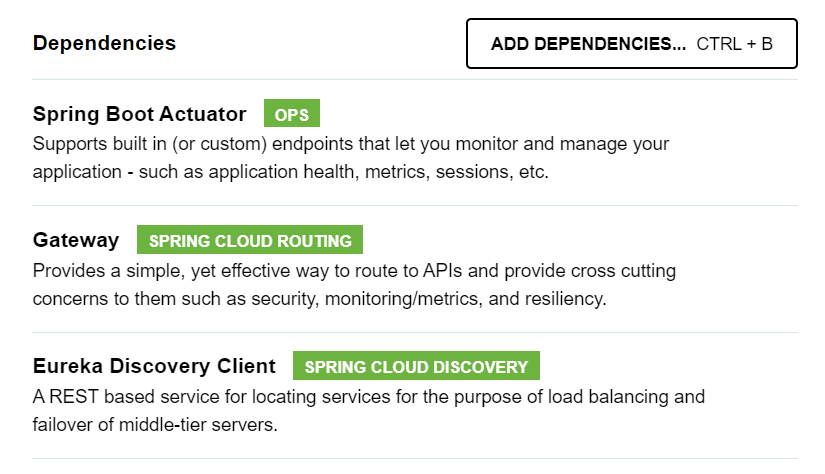 Dependencies
ADD DEPENDENCIES... CTRL + B
Spring Boot Actuator OPS
Supports built in (or custom) endpoints that let you monitor and manage your
application - such as application health, metrics, sessions, etc.
Gateway SPRING CLOUD ROUTING
Provides a simple, yet effective way to route to APIs and provide cross cutting
concerns to them such as security, monitoring/metrics, and resiliency.
Eureka Discovery Client SPRING CLOUD DISCOVERY
A REST based service for locating services for the purpose of load balancing and
failover of middle-tier servers.